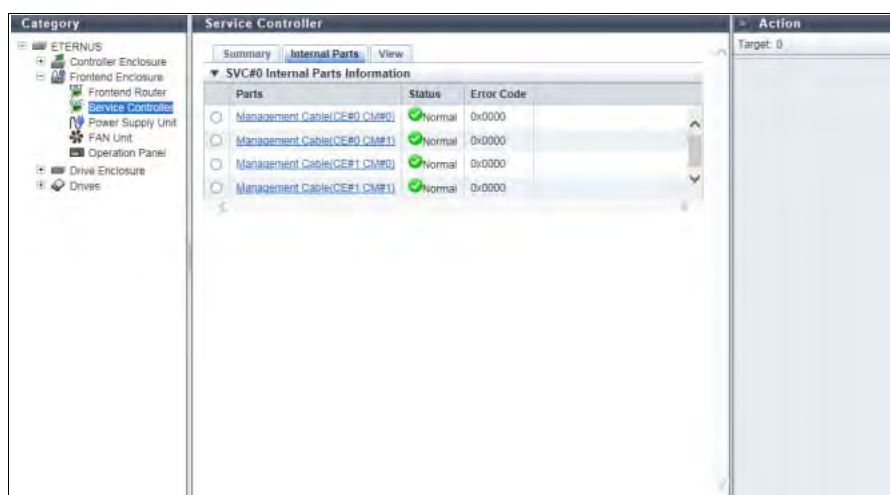 Category
ETERNUS
Controller Enclosure
Frontend Enclosure
Frontend Router
Service Controller
Power Supply Unit
FAN Unit
Operation Panel
Drive Enclosure
Drives
Service Controller
Summary Internal Parts View
SVC#0 Internal Parts Information
Parts Status Error Code
Management Cable(CE#0 CM#0) Normal 0x0000
Management Cable(CE#0 CM#1) Normal 0x0000
Management Cable(CE#1 CM#0) Normal 0x0000
Management Cable(CE#1 CM#1) Normal 0x0000
Action
Target: 0